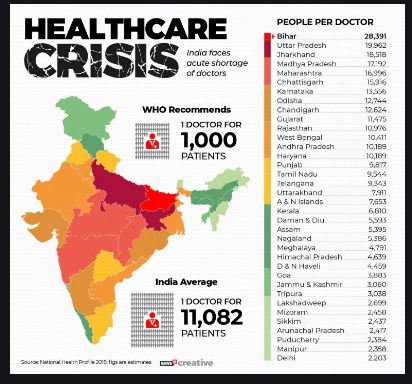 HEALTHCARE
CRISIS
India faces
acute shortage
of doctors
WHO Recommends
1 DOCTOR FOR
1,000
PATIENTS
India Average
1 DOCTOR FOR
11,082
PATIENTS
PEOPLE PER DOCTOR
Bihar 28,391
Uttar Pradesh 19,962
Jharkhand 18,518
Madhya Pradesh 17,192
Maharashtra 16,996
Chhattisgarh 15,916
Karnataka 13,556
Odisha 12,744
Chandigarh 12,624
Gujarat 11,475
Rajasthan 10,976
West Bengal 10,411
Andhra Pradesh 10,189
Haryana 10,189
Punjab 9,817
Tamil Nadu 9,544
Telangana 9,343
Uttarakhand 7,911
A & N Islands 7,653
Kerala 6,810
Daman & Diu 5,593
Assam 5,395
Nagaland 5,386
Meghalaya 4,791
Himachal Pradesh 4,639
D & N Haveli 4,459
Goa 3,883
Jammu & Kashmir 3,060
Tripura 3,038
Lakshadweep 2,699
Mizoram 2,458
Sikkim 2,437
Arunachal Pradesh 2,417
Puducherry 2,394
Manipur 2,358
Delhi 2,203
Source: National Health Profile 2018, figs are estimates
creative